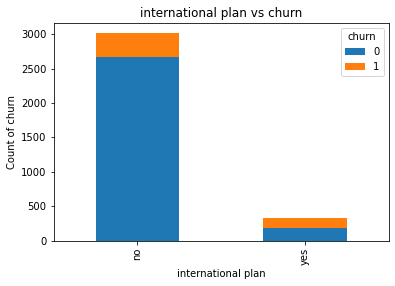 international plan vs churn
churn
0
1
3000
2500
2000
1500
1000
500
0
Count of churn
no
yes
international plan